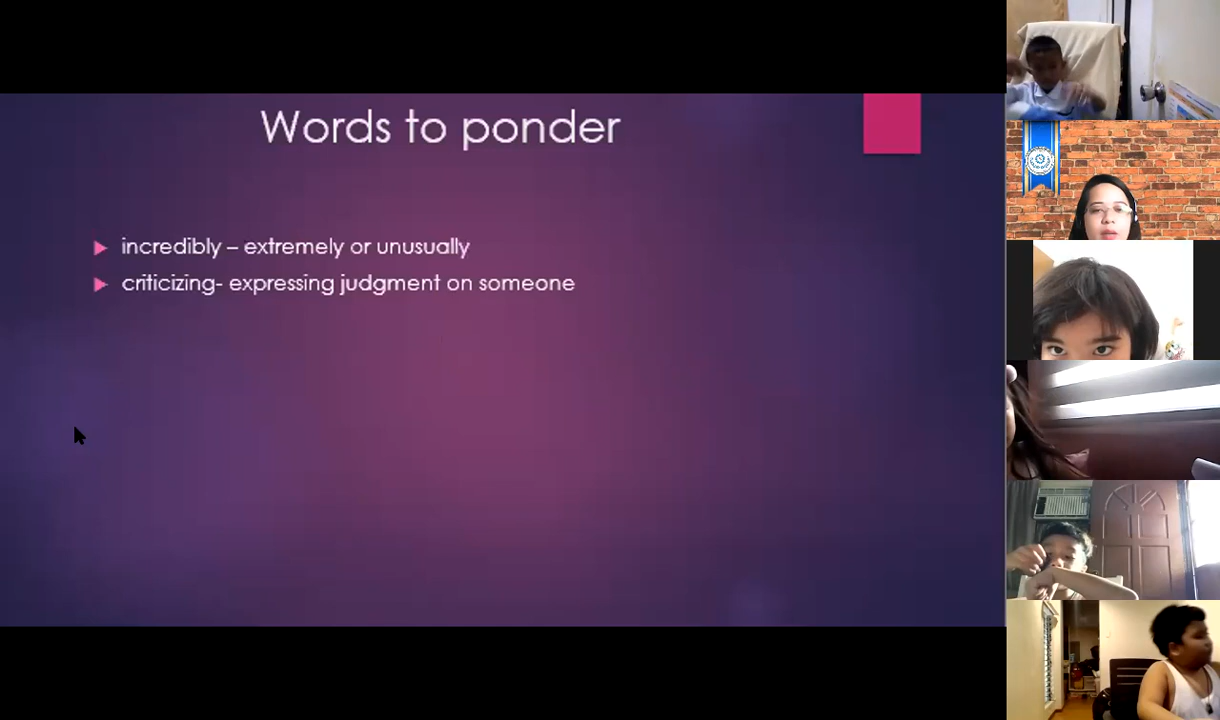 Words to ponder
incredibly – extremely or unusually
criticizing- expressing judgment on someone